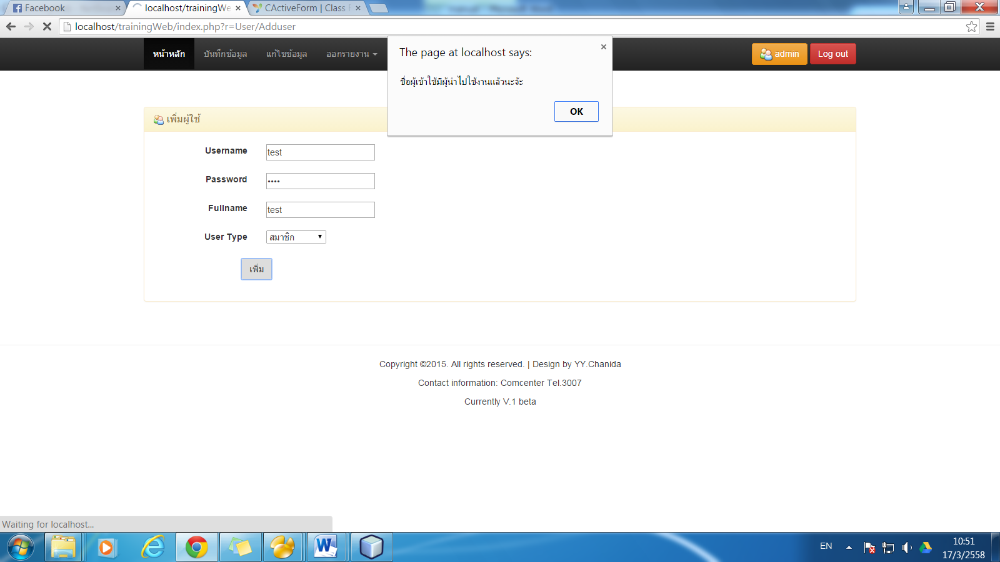 Facebook
localhost/trainingWe
CActiveForm | Class
localhost/trainingWeb/index.php?r=User/Adduser
หน้าหลัก บันทึกข้อมูล แก้ไขข้อมูล ออกรายงาน
admin Log out
The page at localhost says:
ชื่อผู้เข้าใช้มีผู้นำไปใช้งานแล้วนะจ้ะ
OK
เพิ่มผู้ใช้
Username test
Password ••••
Fullname test
User Type สมาชิก
เพิ่ม
Copyright ©2015. All rights reserved. | Design by YY.Chanida
Contact information: Comcenter Tel.3007
Currently V.1 beta
Waiting for localhost...
EN
10:51
17/3/2558